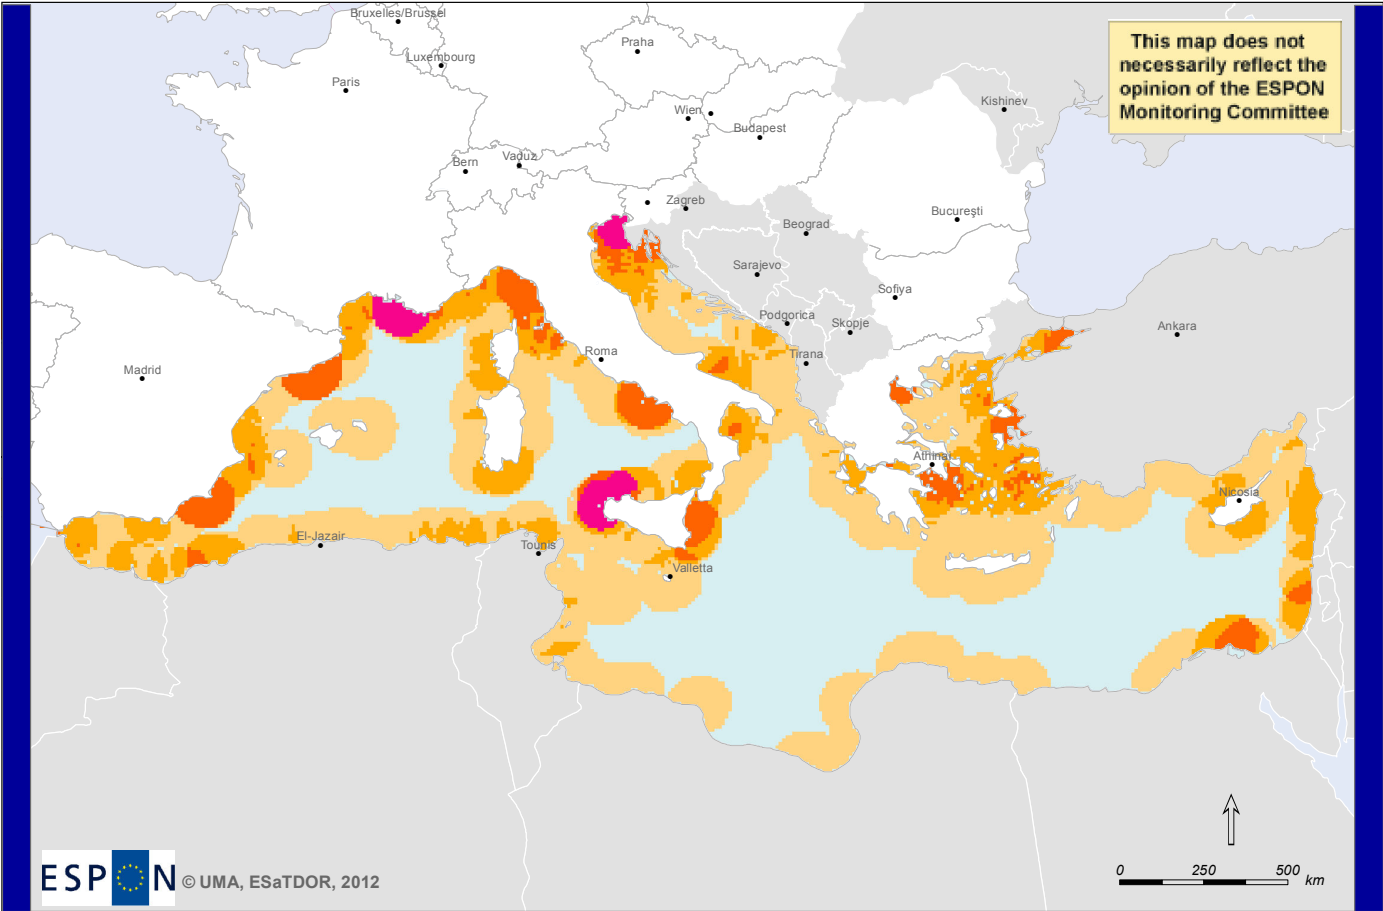 Bruxelles/Brussel
This map does not
necessarily reflect the
opinion of the ESPON
Monitoring Committee
Praha
Luxembourg
Paris
Kishinev
Wien
Budapest
Vaduz
Bern
Zagreb
Bucureşti
Beograd
Sarajevo
Sofiya
Podgorica
Skopje
Ankara
Roma
Tirana
Madrid
Athinai
Nicosia
El-Jazair
Tounis
Valletta
0 250 500
km
ESPON © UMA, ESaTDOR, 2012